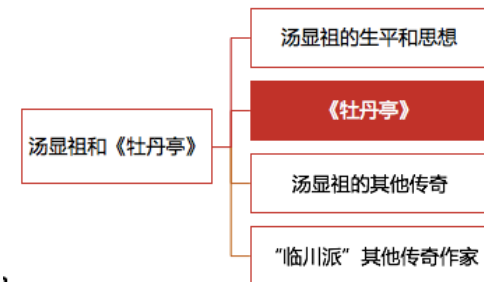 汤显祖和《牡丹亭》
汤显祖的生平和思想
《牡丹亭》
汤显祖的其他传奇
“临川派”其他传奇作家